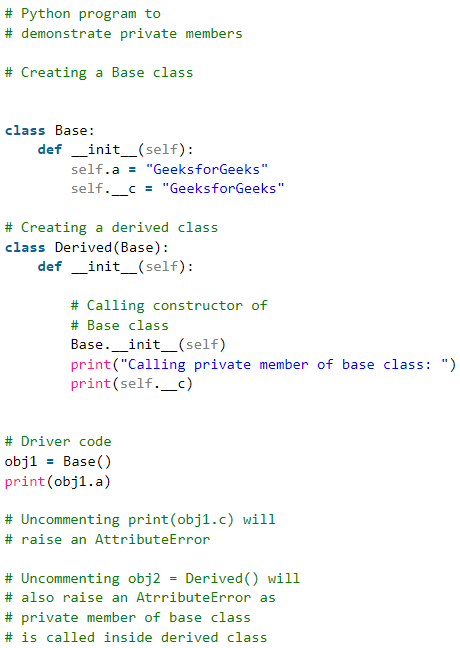 # Python program to
# demonstrate private members
# Creating a Base class
class Base:
    def __init__(self):
        self.a = "GeeksforGeeks"
        self.__c = "GeeksforGeeks"
# Creating a derived class
class Derived(Base):
    def __init__(self):
        # Calling constructor of
        # Base class
        Base.__init__(self)
        print("Calling private member of base class: ")
        print(self.__c)
# Driver code
obj1 = Base()
print(obj1.a)
# Uncommenting print(obj1.c) will
# raise an AttributeError
# Uncommenting obj2 = Derived() will
# also raise an AtrributeError as
# private member of base class
# is called inside derived class